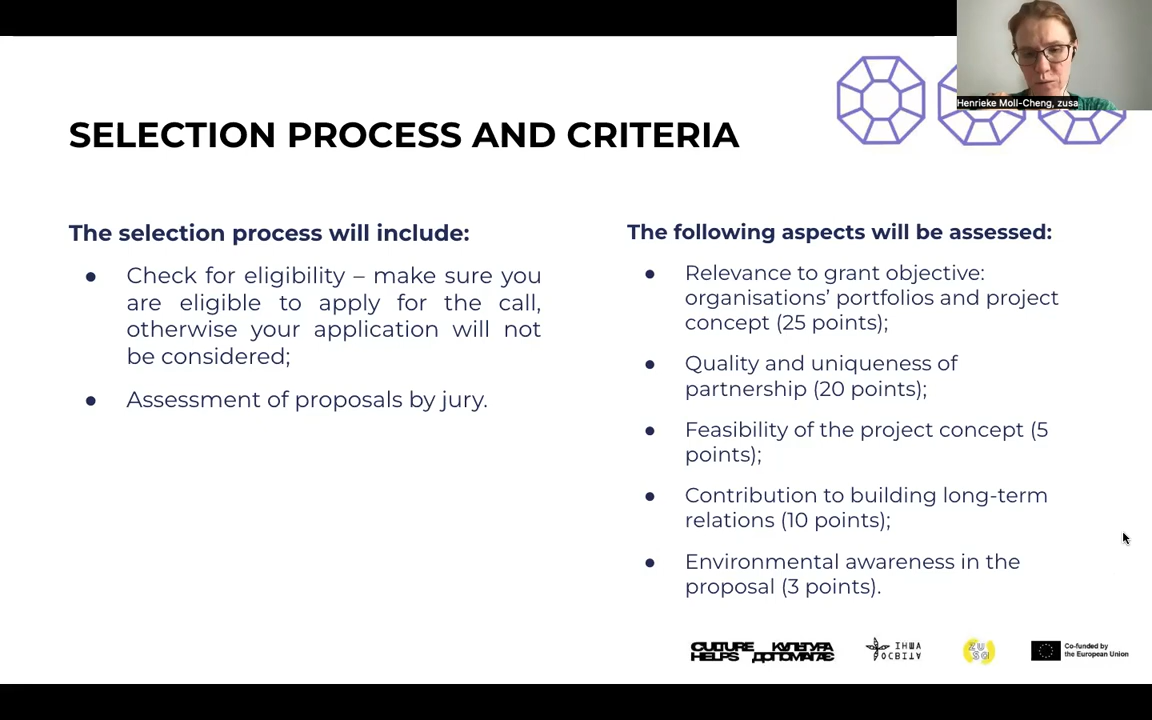 Henrieke Moll-Cheng, zusa
SELECTION PROCESS AND CRITERIA
The selection process will include:
● Check for eligibility – make sure you
are eligible to apply for the call,
otherwise your application will not
be considered;
● Assessment of proposals by jury.
The following aspects will be assessed:
● Relevance to grant objective:
organisations’ portfolios and project
concept (25 points);
● Quality and uniqueness of
partnership (20 points);
● Feasibility of the project concept (5
points);
● Contribution to building long-term
relations (10 points);
● Environmental awareness in the
proposal (3 points).
CULTURE
HELPS
КУЛЬТУРА
ДОПОМАГАЄ
ІНША
ОСВІТА
ZU
SA
Co-funded by
the European Union